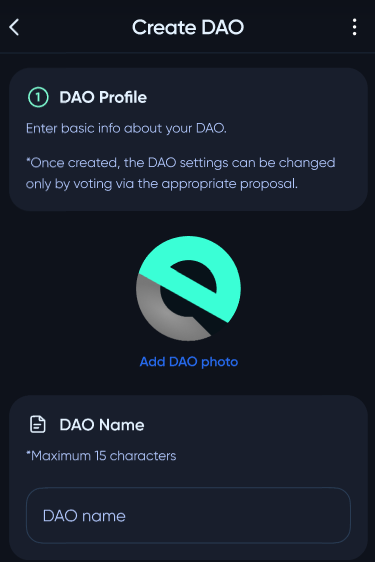 Create DAO
1 DAO Profile
Enter basic info about your DAO.
*Once created, the DAO settings can be changed
only by voting via the appropriate proposal.
Add DAO photo
DAO Name
*Maximum 15 characters
DAO name